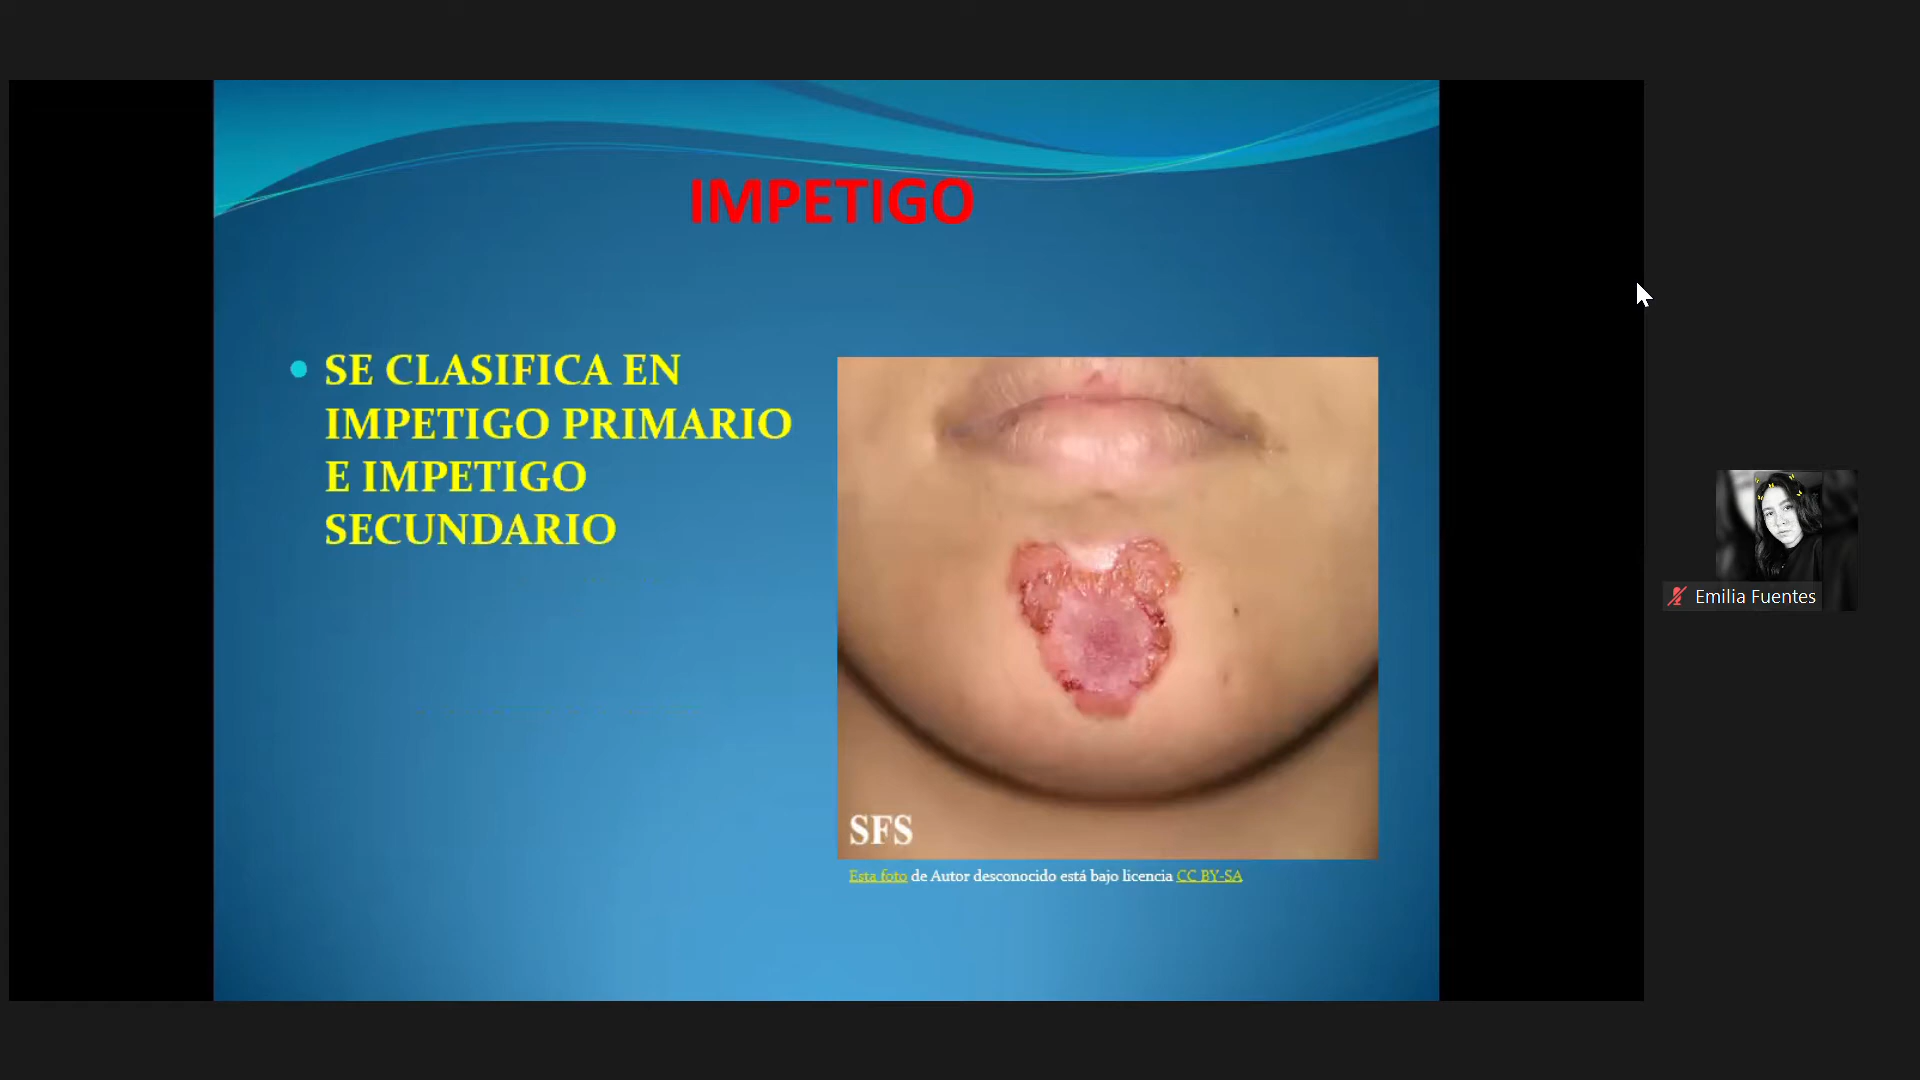 IMPETIGO
SE CLASIFICA EN
IMPETIGO PRIMARIO
E IMPETIGO
SECUNDARIO
SFS
Esta foto de Autor desconocido está bajo licencia CC BY-SA
Emilia Fuentes